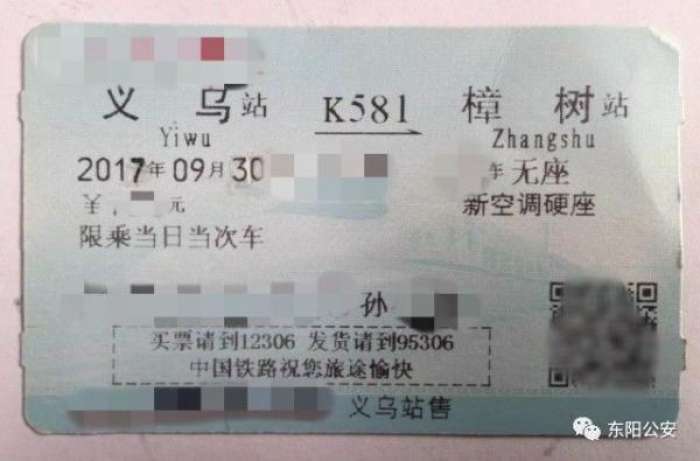 义乌站 K581 樟树站
Yiwu Zhangshu
2017年09月30 车 无座
¥ 元 新空调硬座
限乘当日当次车
孙
买票请到12306 发货请到95306
中国铁路祝您旅途愉快
义乌站售
东阳公安